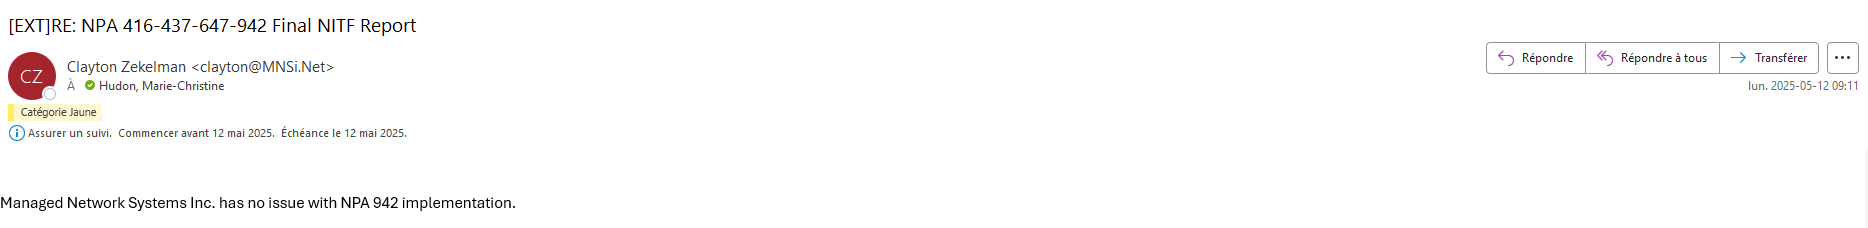 [EXT]RE: NPA 416-437-647-942 Final NITF Report
CZ
Clayton Zekelman <clayton@MNSi.Net>
À Hudon, Marie-Christine
Répondre
Répondre à tous
Transférer
...
lun. 2025-05-12 09:11
Catégorie Jaune
Assurer un suivi. Commencer avant 12 mai 2025. Échéance le 12 mai 2025.
Managed Network Systems Inc. has no issue with NPA 942 implementation.